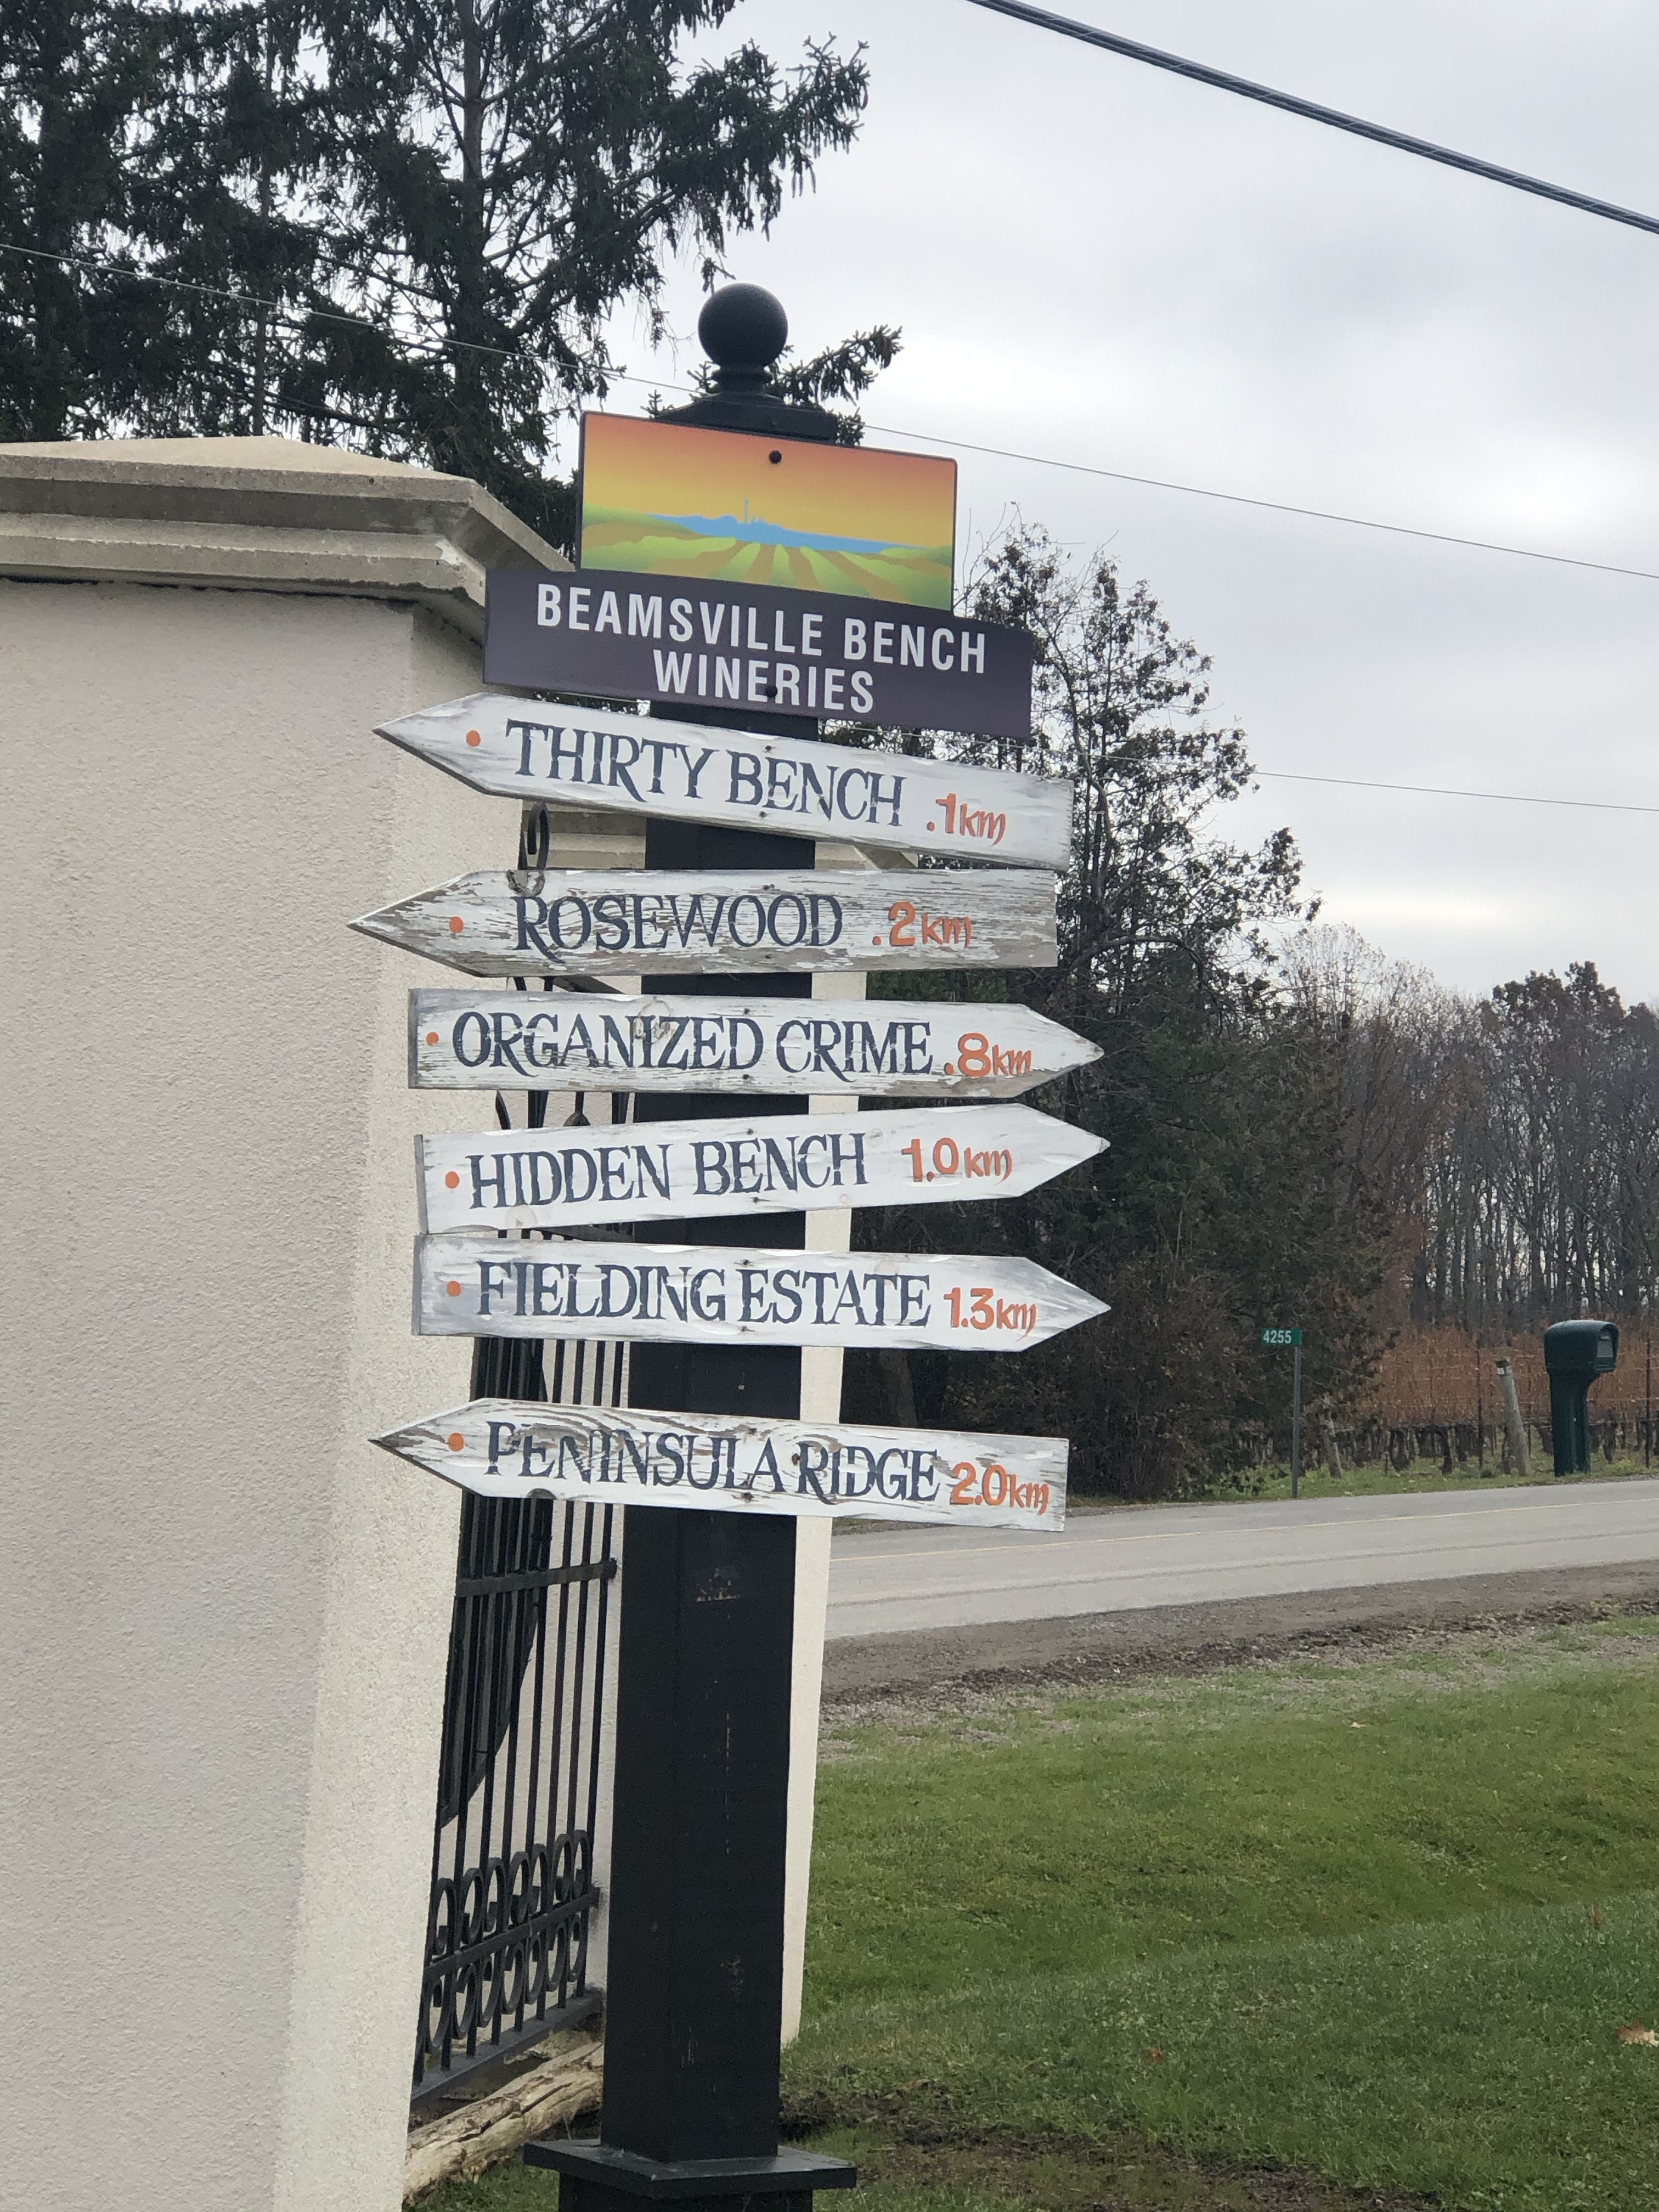 BEAMSVILLE BENCH
WINERIES
THIRTY BENCH .1km
ROSEWOOD .2km
ORGANIZED CRIME .8km
HIDDEN BENCH 1.0km
FIELDING ESTATE 1.3km
4255
PENINSULA RIDGE 2.0km